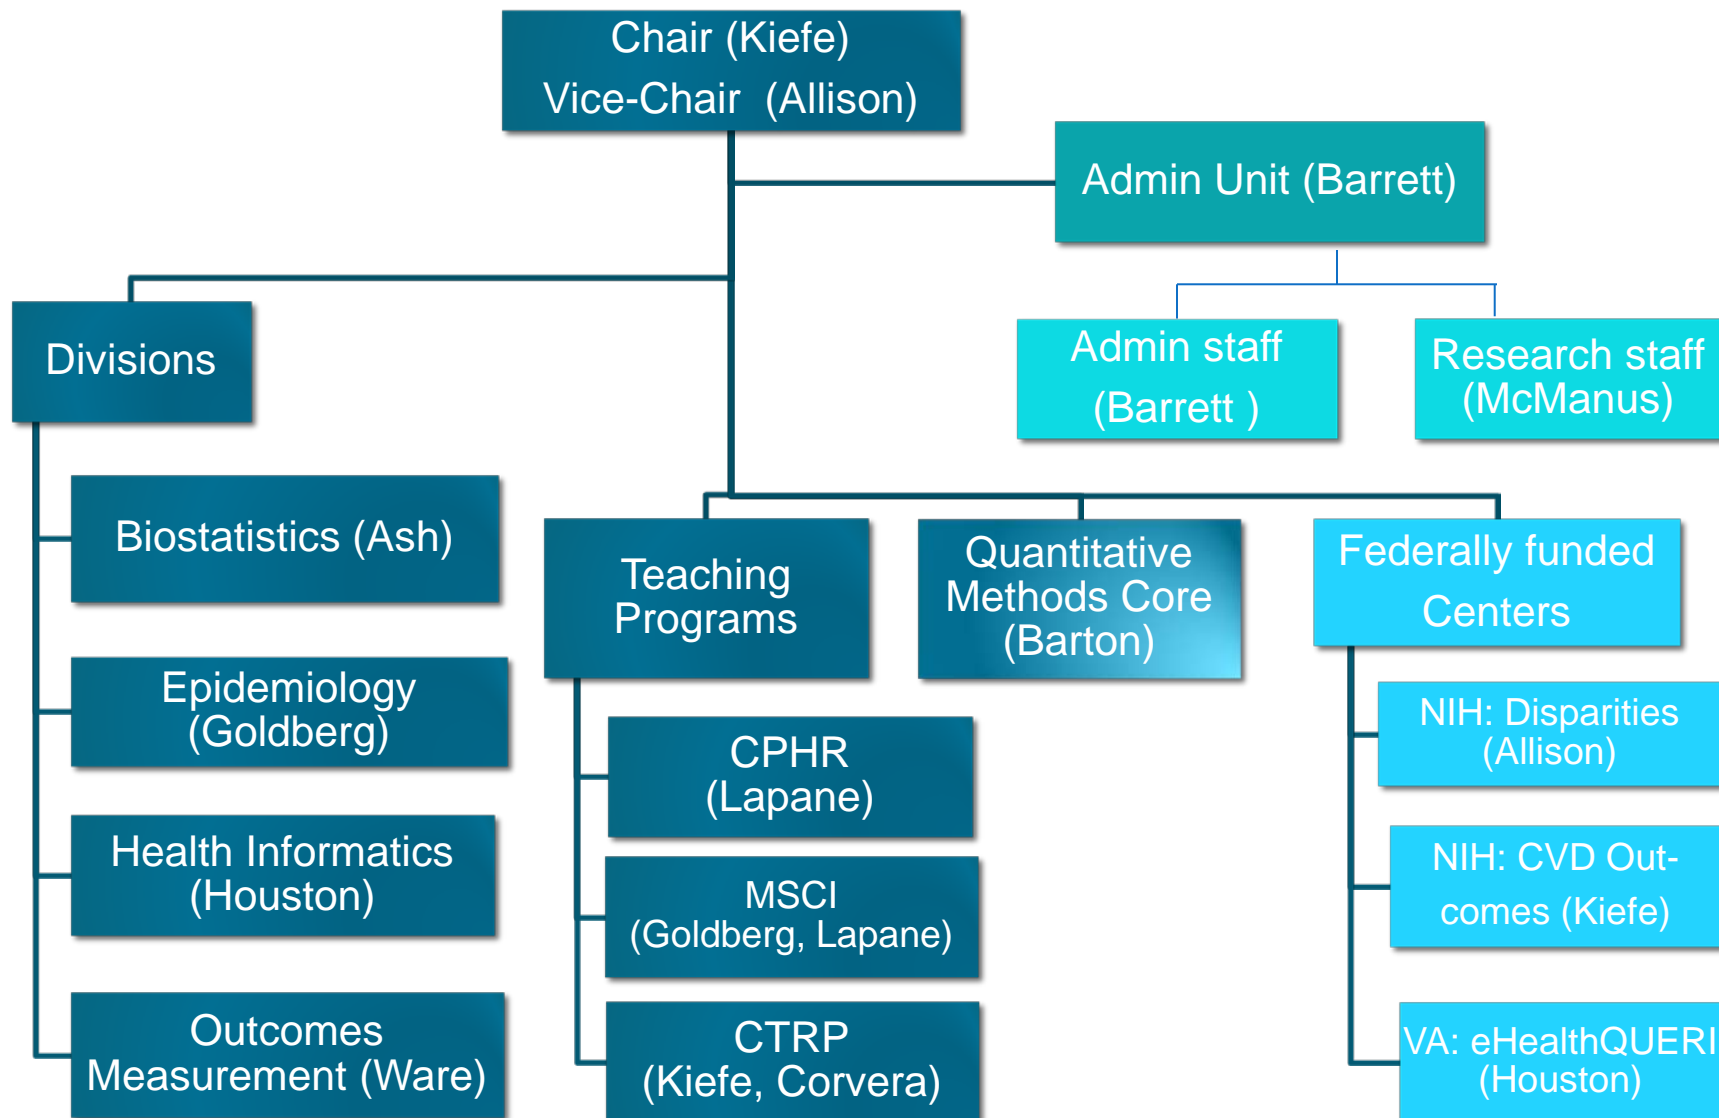 Chair (Kiefe)
Vice-Chair (Allison)
Admin Unit (Barrett)
Admin staff
(Barrett )
Research staff
(McManus)
Divisions
Biostatistics (Ash)
Epidemiology
(Goldberg)
Health Informatics
(Houston)
Outcomes
Measurement (Ware)
Teaching
Programs
CPHR
(Lapane)
MSCI
(Goldberg, Lapane)
CTRP
(Kiefe, Corvera)
Quantitative
Methods Core
(Barton)
Federally funded
Centers
NIH: Disparities
(Allison)
NIH: CVD Out-
comes (Kiefe)
VA: eHealthQUERI
(Houston)